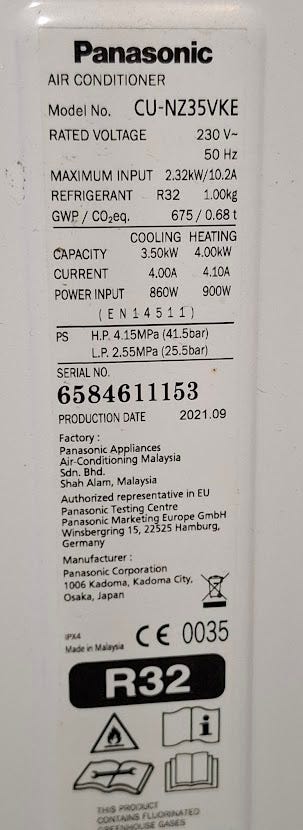 Panasonic
AIR CONDITIONER
Model No. CU-NZ35VKE
RATED VOLTAGE 230 V~
50 Hz
MAXIMUM INPUT 2.32kW/10.2A
REFRIGERANT R32 1.00kg
GWP / CO₂eq. 675 / 0.68 t
COOLING HEATING
CAPACITY 3.50kW 4.00kW
CURRENT 4.00A 4.10A
POWER INPUT 860W 900W
(EN14511)
PS H.P. 4.15MPa (41.5bar)
L.P. 2.55MPa (25.5bar)
SERIAL NO.
6584611153
PRODUCTION DATE 2021.09
Factory :
Panasonic Appliances
Air-Conditioning Malaysia
Sdn. Bhd.
Shah Alam, Malaysia
Authorized representative in EU
Panasonic Testing Centre
Panasonic Marketing Europe GmbH
Winsbergring 15, 22525 Hamburg,
Germany
Manufacturer :
Panasonic Corporation
1006 Kadoma, Kadoma City,
Osaka, Japan
IPX4
Made in Malaysia CE 0035
R32
i
THIS PRODUCT
CONTAINS FLUORINATED
GREENHOUSE GASES